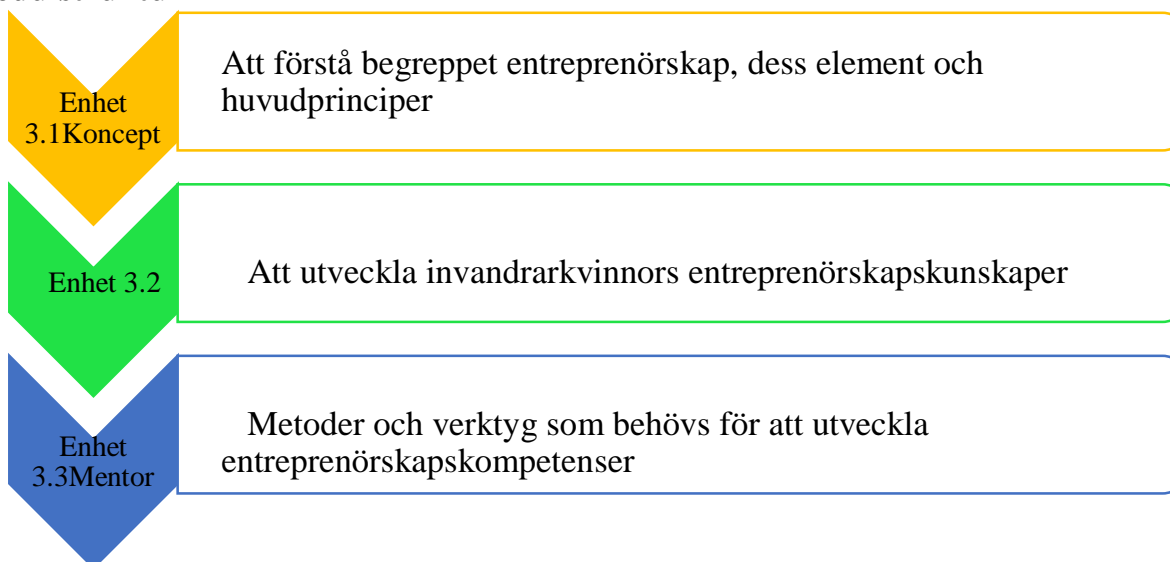 Enhet
3.1Koncept
Att förstå begreppet entreprenörskap, dess element och
huvudprinciper
Enhet 3.2
Att utveckla invandrarkvinnors entreprenörskapskunskaper
Enhet
3.3Mentor
Metoder och verktyg som behövs för att utveckla
entreprenörskapskompetenser